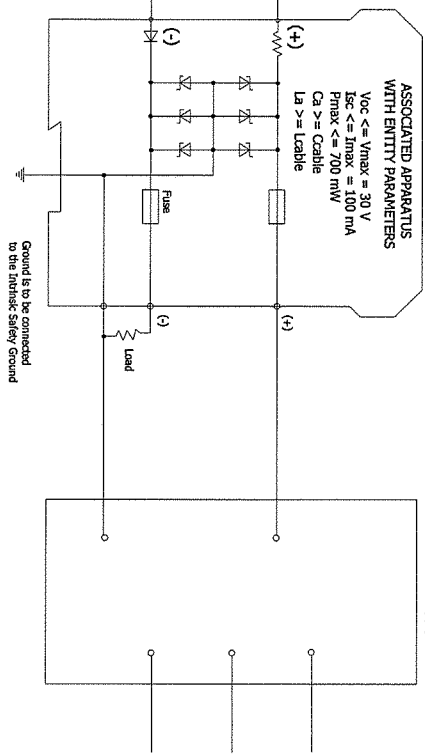 ASSOCIATED APPARATUS
WITH ENTITY PARAMETERS
Voc <= Vmax = 30 V
Isc <= Imax = 100 mA
Pmax <= 700 mW
Ca >= Ccable
La >= Lcable
(+)
(-)
Fuse
(+)
(-)
Load
Ground is to be connected
to the Intrinsic Safety Ground